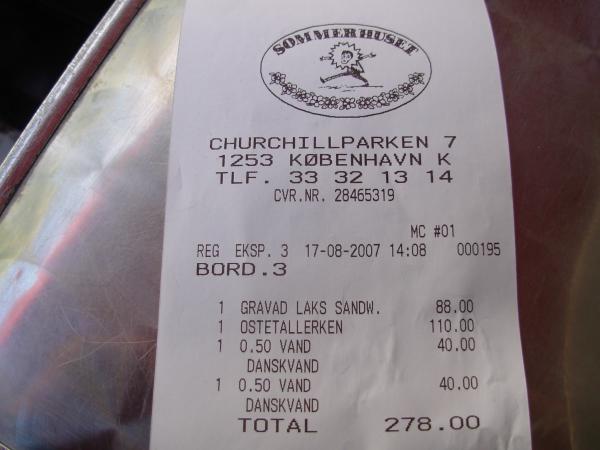 SOMMERHUSET
CHURCHILLPARKEN 7
1253 KØBENHAVN K
TLF. 33 32 13 14
CVR.NR. 28465319
MC #01
REG EKSP. 3 17-08-2007 14:08 000195
BORD.3
1 GRAVAD LAKS SANDW. 88.00
1 OSTETALLERKEN 110.00
1 0.50 VAND 40.00
DANSKVAND
1 0.50 VAND 40.00
DANSKVAND
TOTAL 278.00